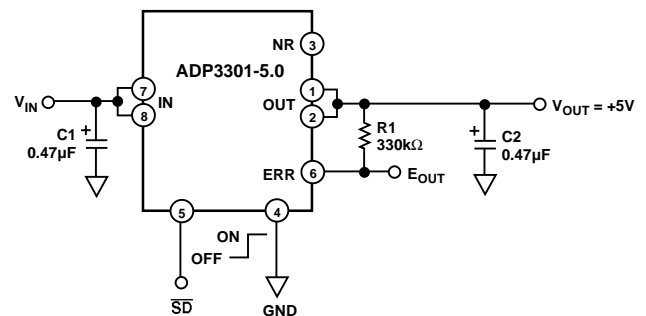 NR
3
ADP3301-5.0
7
8
IN
V_IN
C1
+
0.47µF
OUT
1
2
V_OUT = +5V
R1
330kΩ
+
C2
0.47µF
ERR
6
E_OUT
5
4
ON
OFF
SD
GND